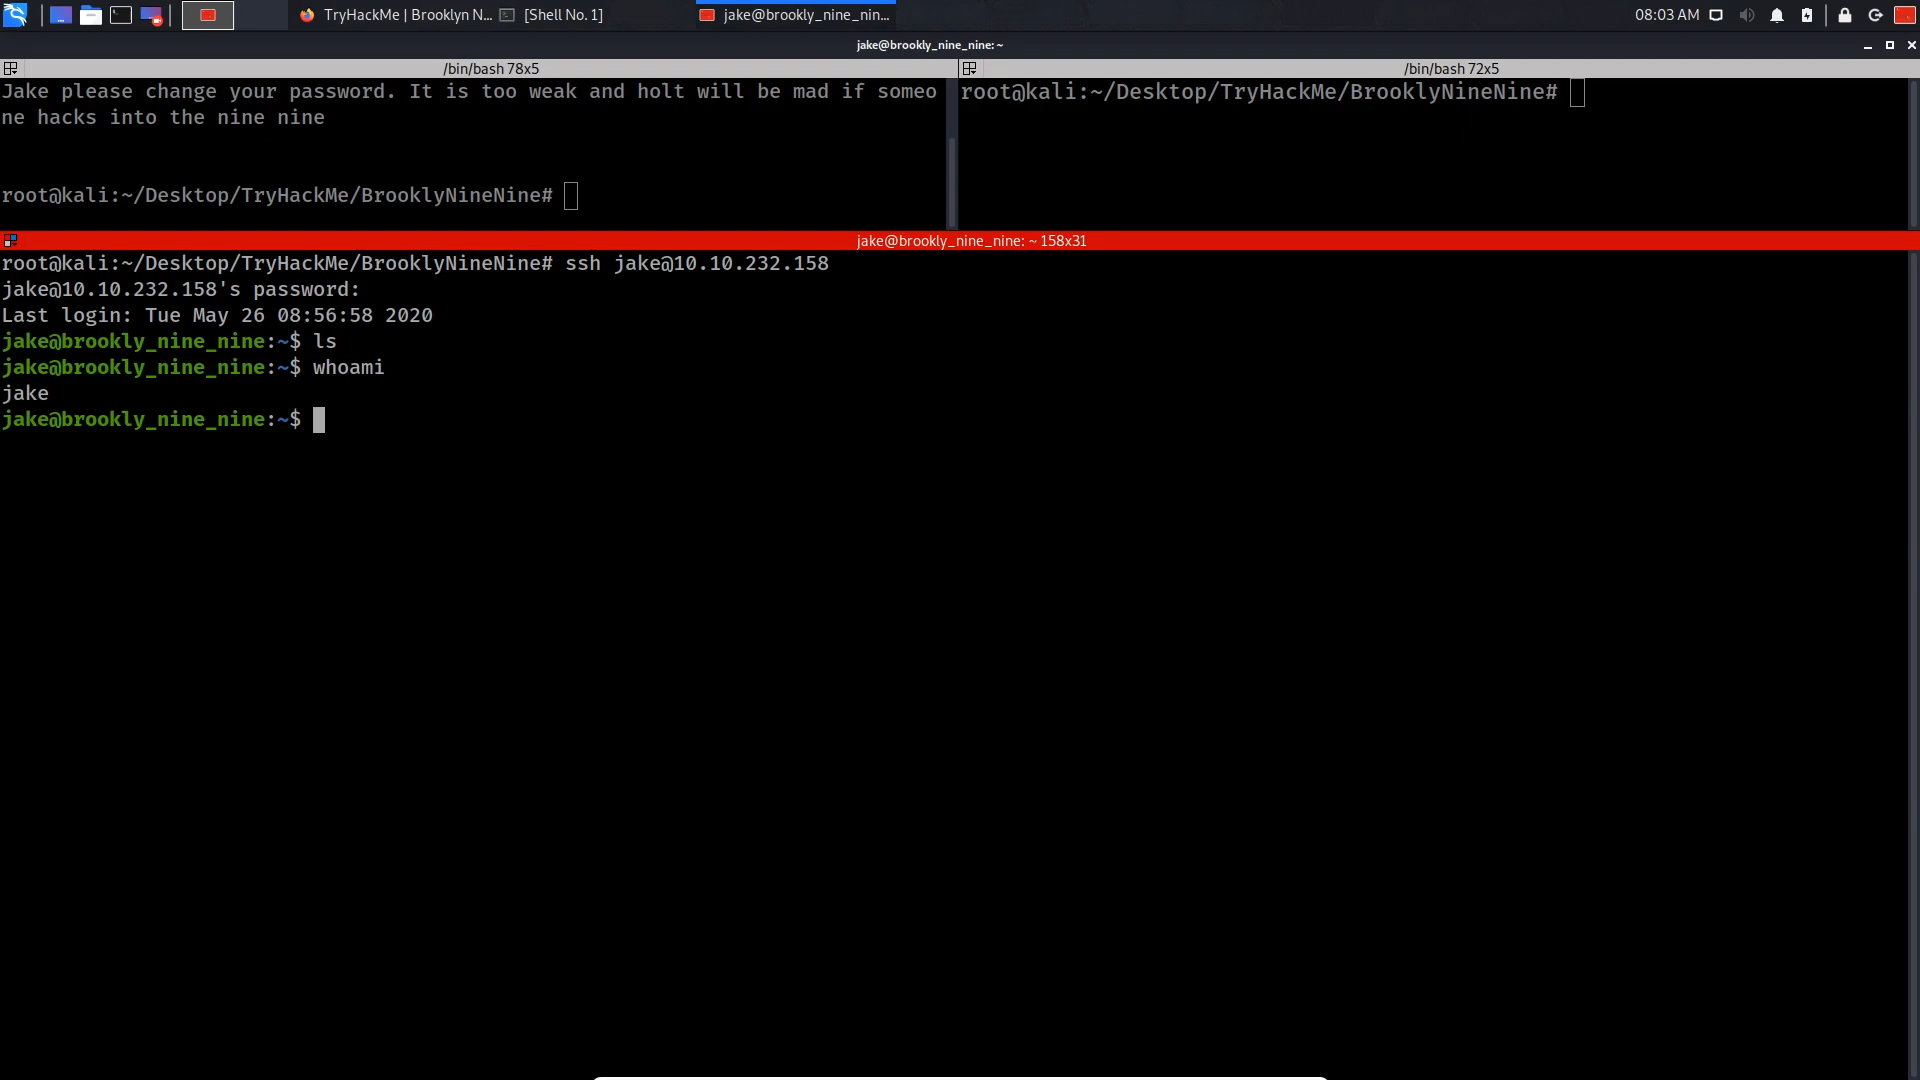 TryHackMe | Brooklyn N...
[Shell No. 1]
jake@brookly_nine_nin...
08:03 AM
jake@brookly_nine_nine: ~
/bin/bash 78x5
Jake please change your password. It is too weak and holt will be mad if someo
ne hacks into the nine nine
root@kali:~/Desktop/TryHackMe/BrooklyNineNine#
/bin/bash 72x5
root@kali:~/Desktop/TryHackMe/BrooklyNineNine#
jake@brookly_nine_nine: ~ 158x31
root@kali:~/Desktop/TryHackMe/BrooklyNineNine# ssh jake@10.10.232.158
jake@10.10.232.158's password:
Last login: Tue May 26 08:56:58 2020
jake@brookly_nine_nine:~$ ls
jake@brookly_nine_nine:~$ whoami
jake
jake@brookly_nine_nine:~$